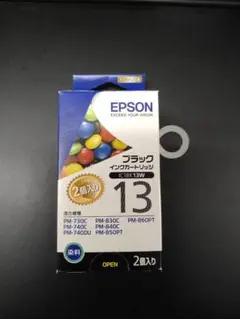 EPSON
EXCEED YOUR VISION
ブラック
インクカートリッジ
IC1BK13W
2個入り
13
PM-730C PM-830C PM-860PT
PM-740C PM-840C
PM-740DU PM-850PT
染料
OPEN
2個入り